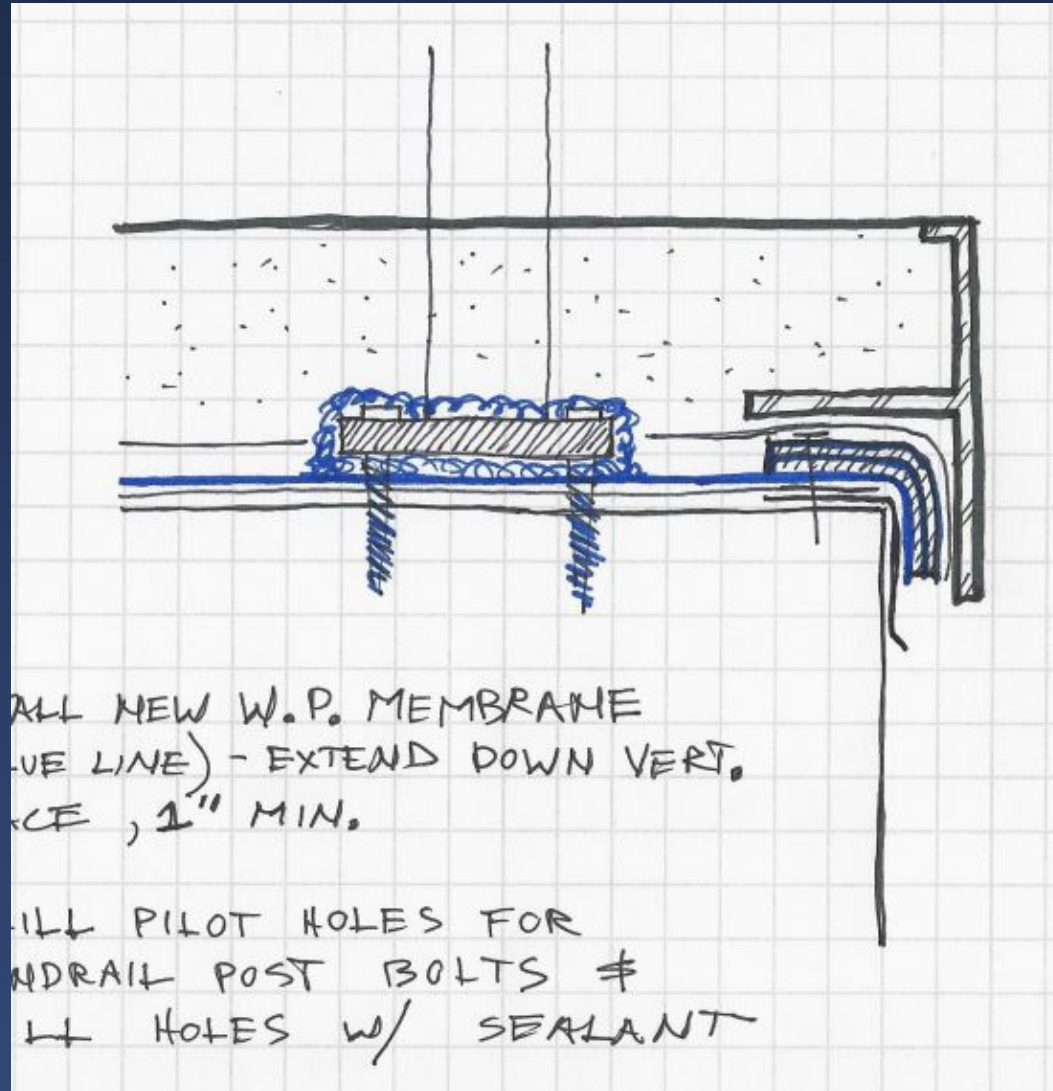 ALL NEW W.P. MEMBRANE
LUE LINE) - EXTEND DOWN VERT.
ACE, 1" MIN.
ILL PILOT HOLES FOR
NDRAIL POST BOLTS &
LL HOLES W/ SEALANT